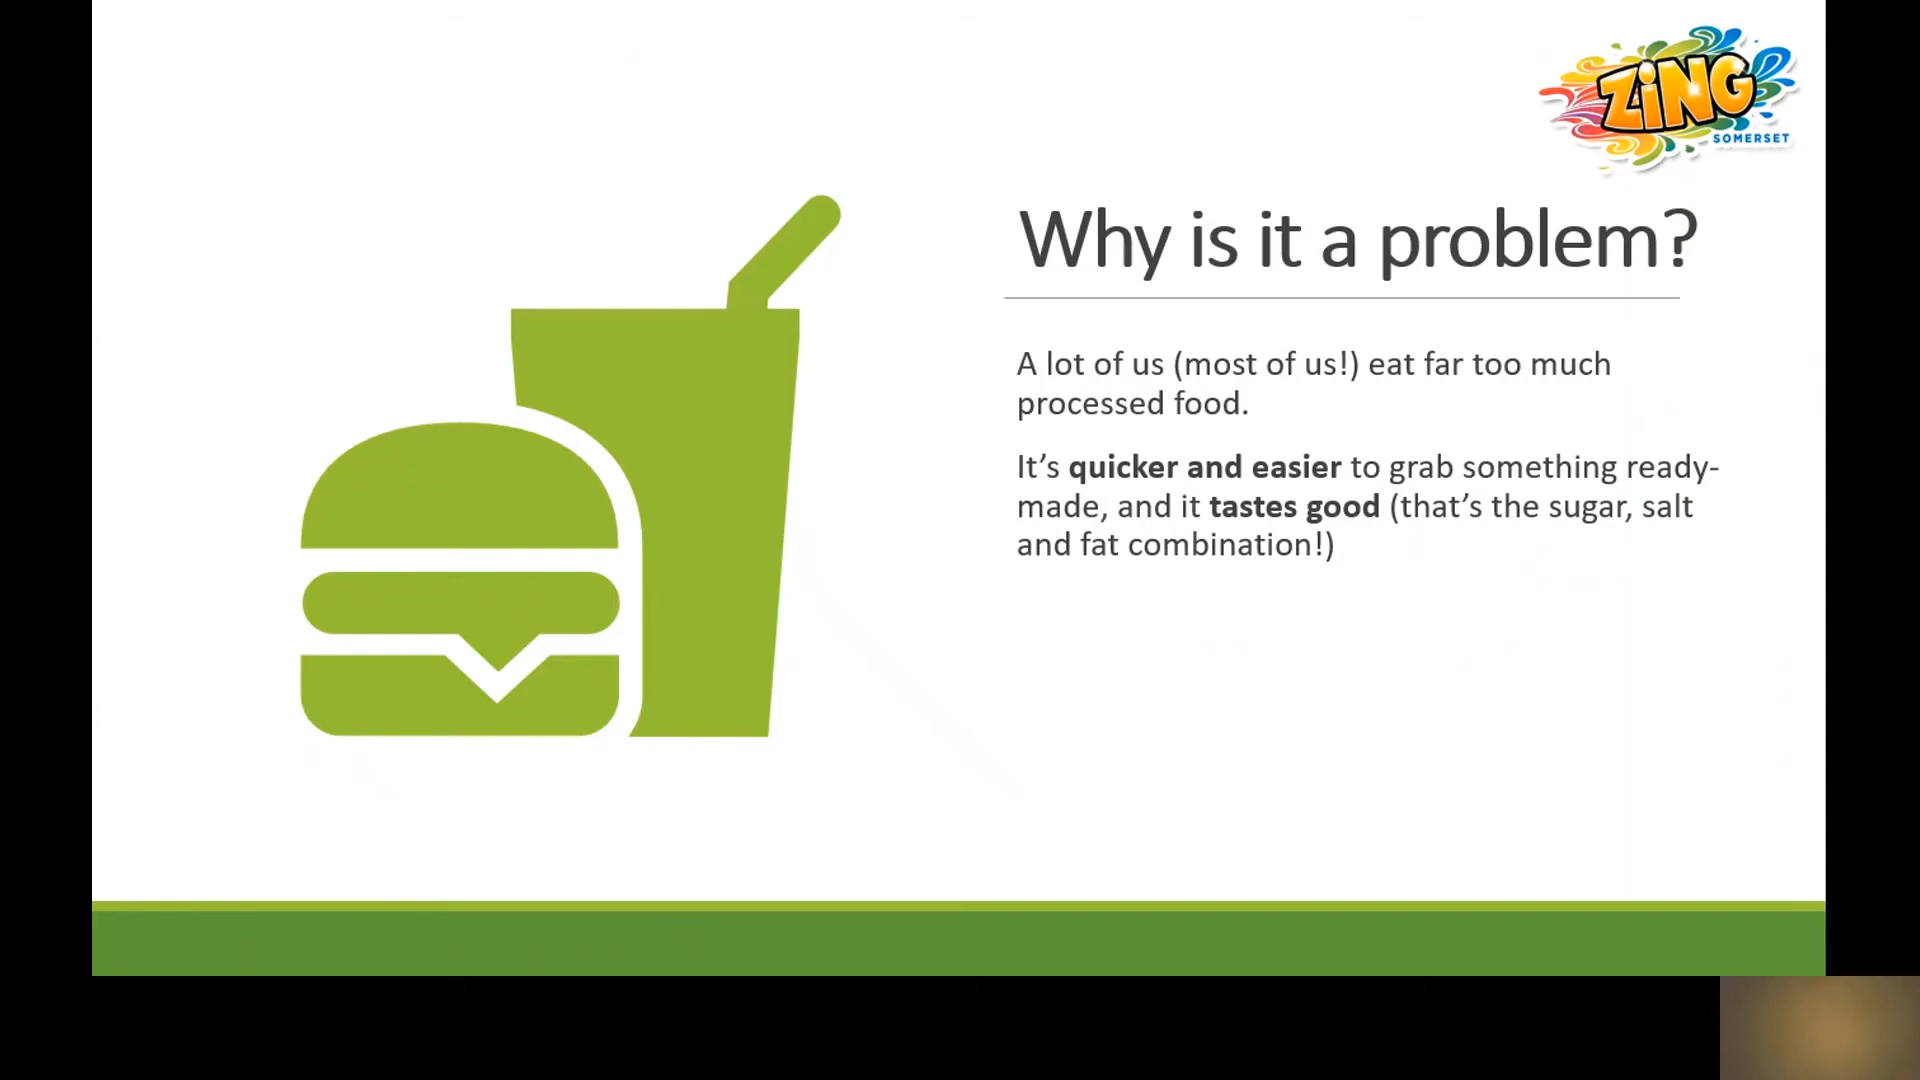 ZiNG
SOMERSET
Why is it a problem?
A lot of us (most of us!) eat far too much
processed food.
It’s quicker and easier to grab something ready-
made, and it tastes good (that’s the sugar, salt
and fat combination!)